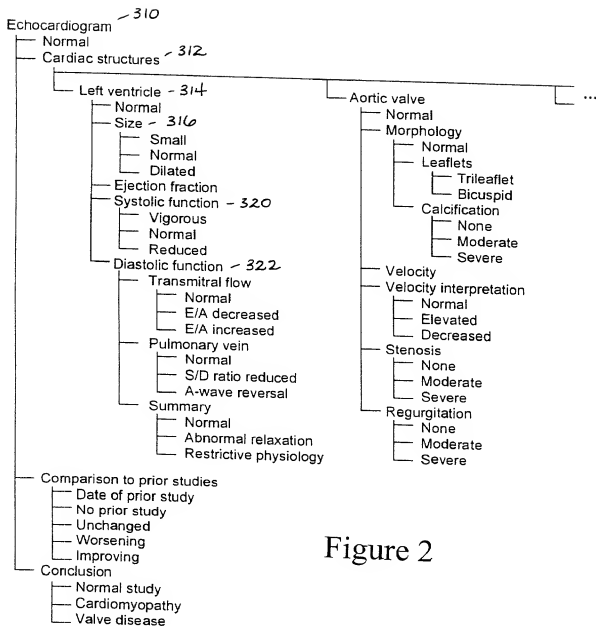 Echocardiogram - 310
Normal
Cardiac structures - 312
Left ventricle - 314
Normal
Size - 316
Small
Normal
Dilated
Ejection fraction
Systolic function - 320
Vigorous
Normal
Reduced
Diastolic function - 322
Transmitral flow
Normal
E/A decreased
E/A increased
Pulmonary vein
Normal
S/D ratio reduced
A-wave reversal
Summary
Normal
Abnormal relaxation
Restrictive physiology
Aortic valve
Normal
Morphology
Normal
Leaflets
Trileaflet
Bicuspid
Calcification
None
Moderate
Severe
Velocity
Velocity interpretation
Normal
Elevated
Decreased
Stenosis
None
Moderate
Severe
Regurgitation
None
Moderate
Severe
...
Comparison to prior studies
Date of prior study
No prior study
Unchanged
Worsening
Improving
Conclusion
Normal study
Cardiomyopathy
Valve disease
Figure 2